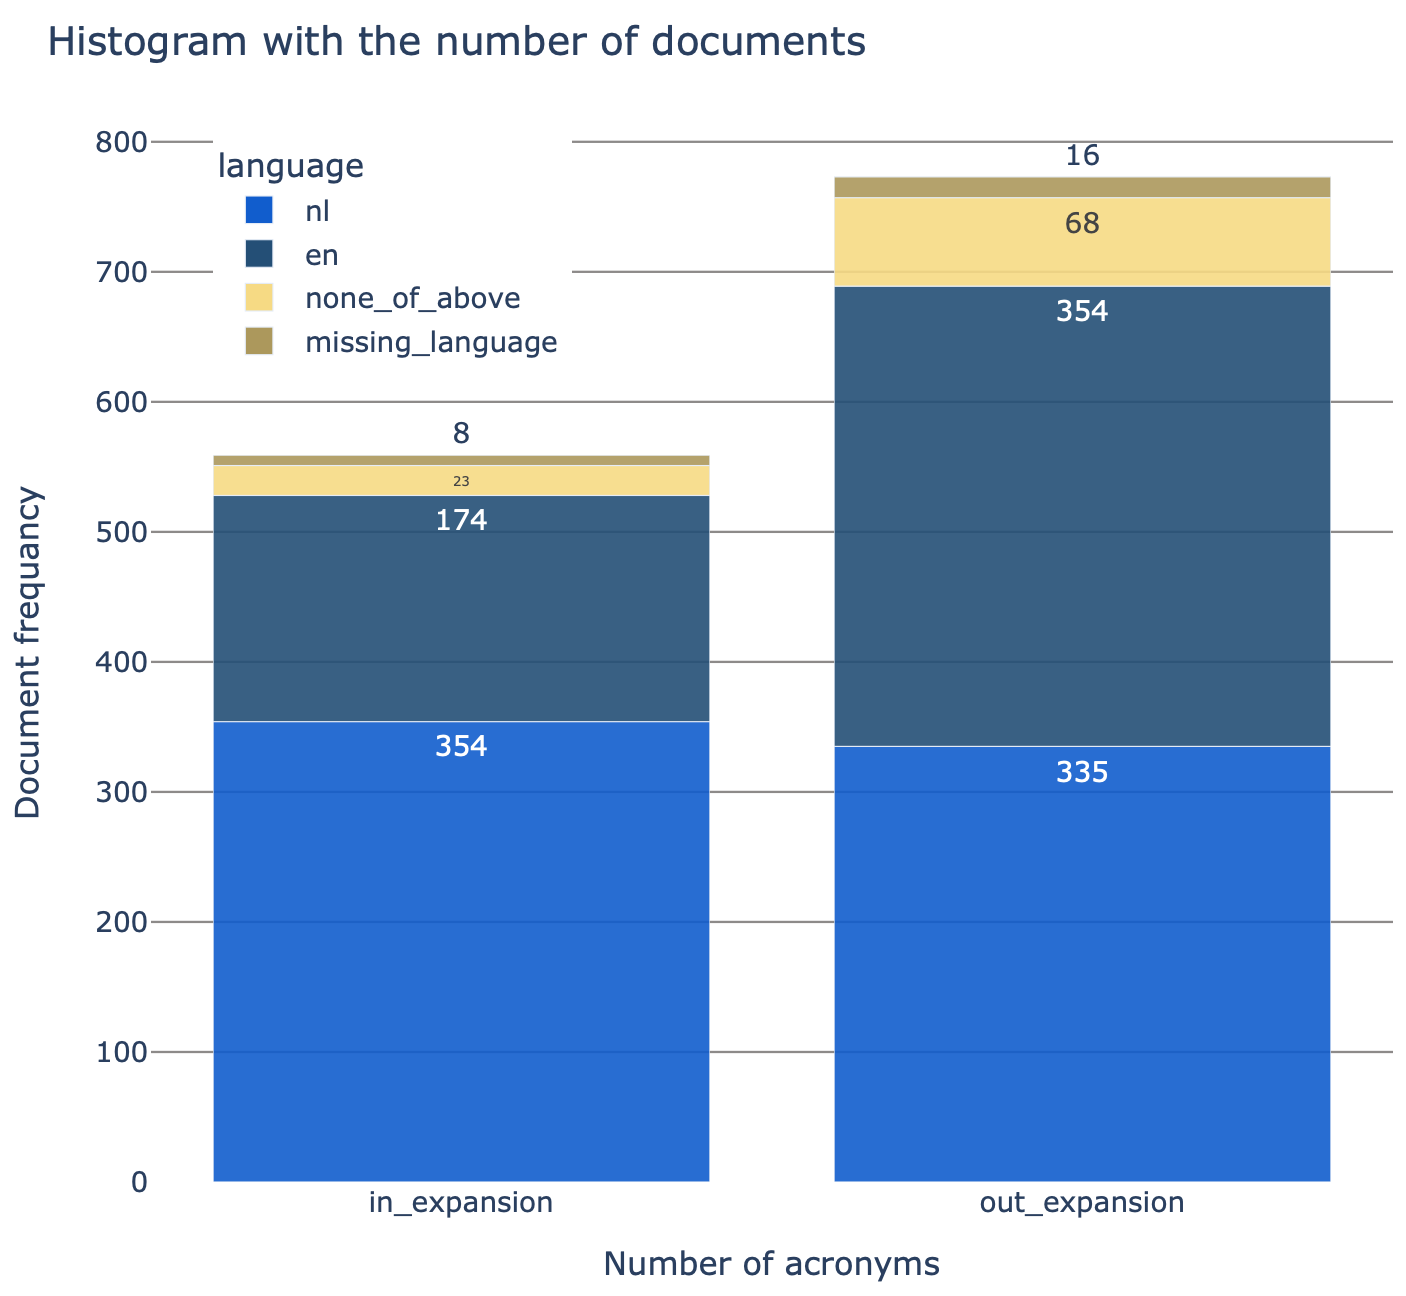 Histogram with the number of documents
800
700
600
500
400
300
200
100
0
Document frequancy
language
nl
en
none_of_above
missing_language
8
23
174
354
16
68
354
335
in_expansion
out_expansion
Number of acronyms